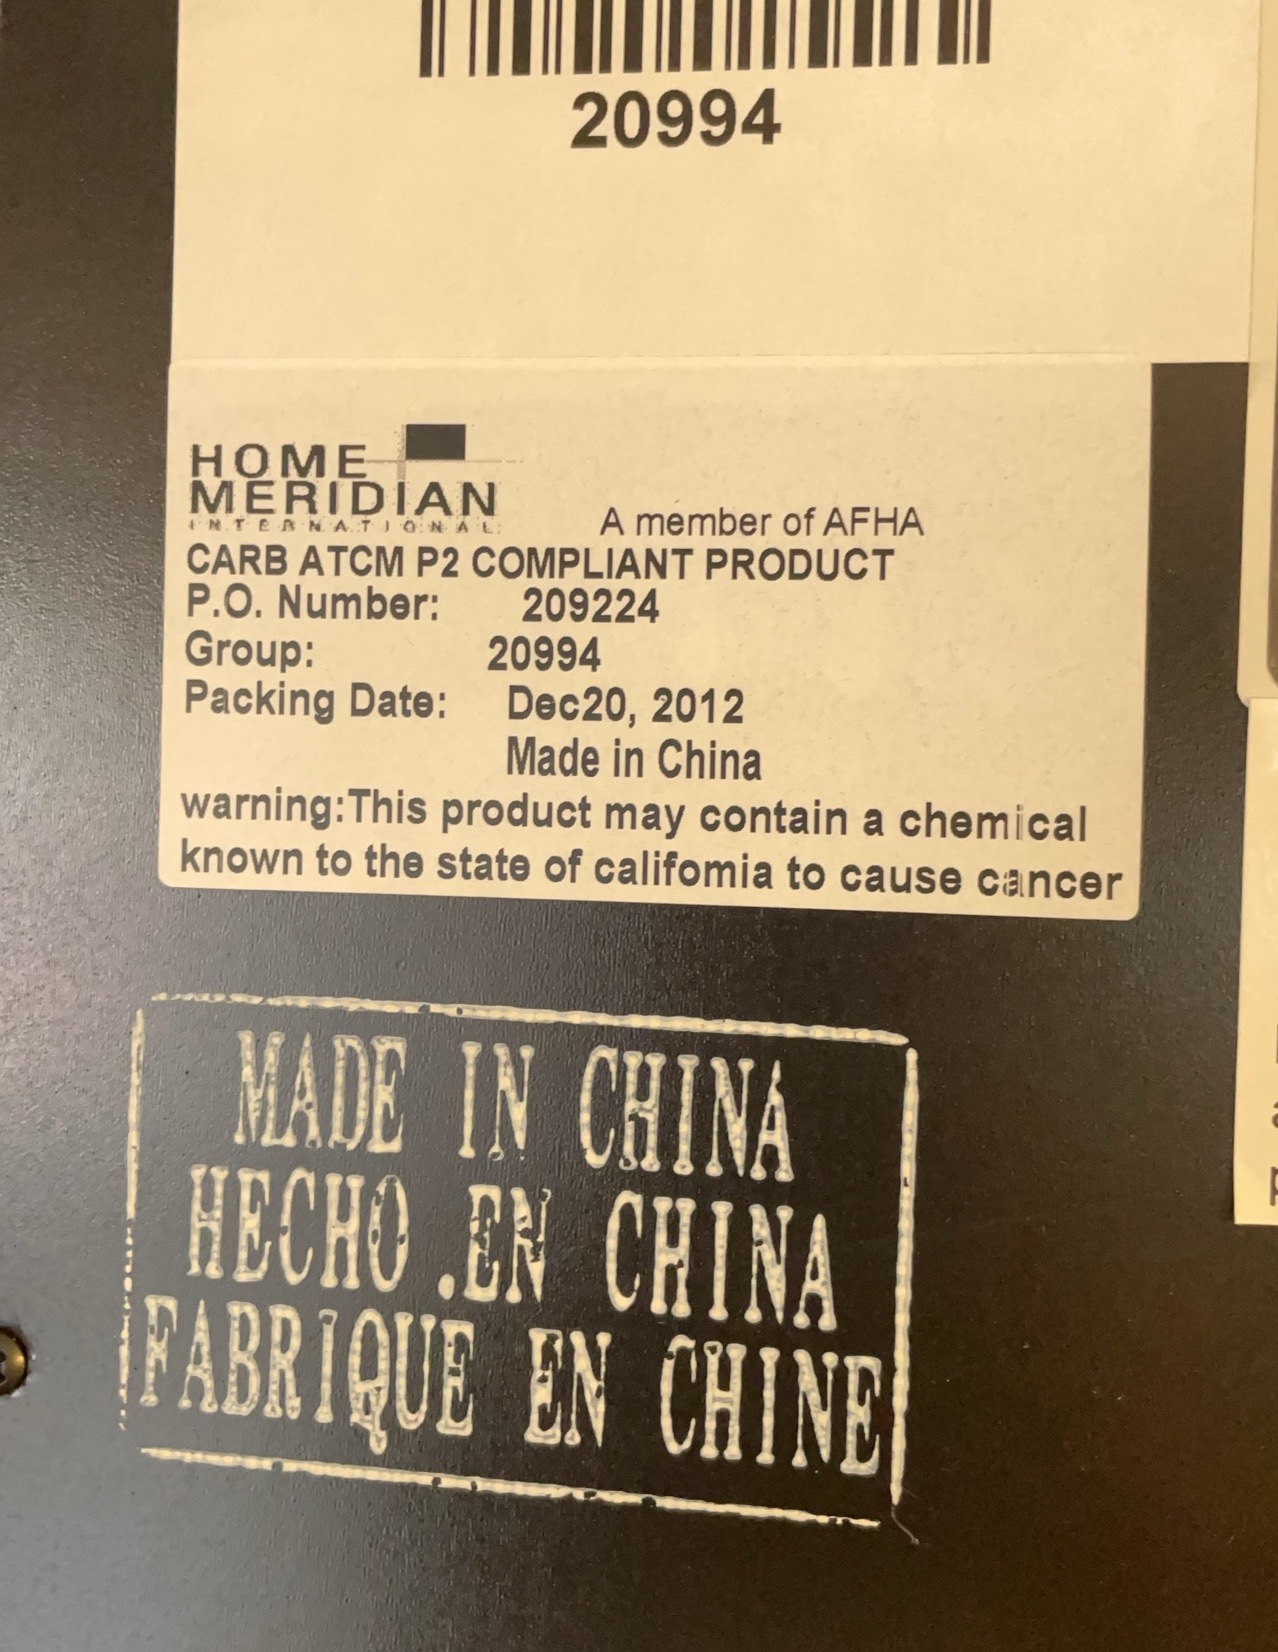 20994
HOME
MERIDIAN
INTERNATIONAL
A member of AFHA
CARB ATCM P2 COMPLIANT PRODUCT
P.O. Number: 209224
Group: 20994
Packing Date: Dec20, 2012
Made in China
warning:This product may contain a chemical
known to the state of califomia to cause cancer
MADE IN CHINA
HECHO .EN CHINA
FABRIQUE EN CHINE